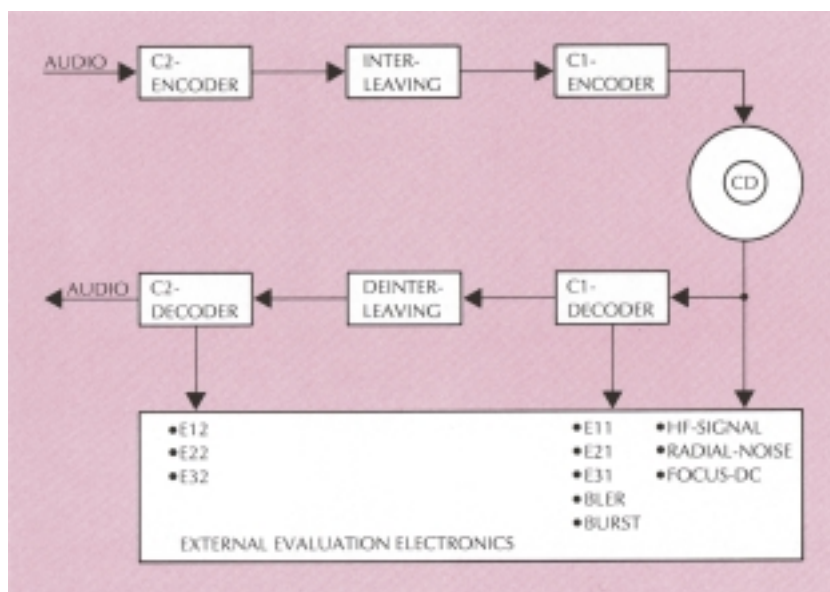 AUDIO
C2-
ENCODER
INTER-
LEAVING
C1-
ENCODER
CD
AUDIO
C2-
DECODER
DEINTER-
LEAVING
C1-
DECODER
•E12
•E22
•E32
•E11
•E21
•E31
•BLER
•BURST
•HF-SIGNAL
•RADIAL-NOISE
•FOCUS-DC
EXTERNAL EVALUATION ELECTRONICS